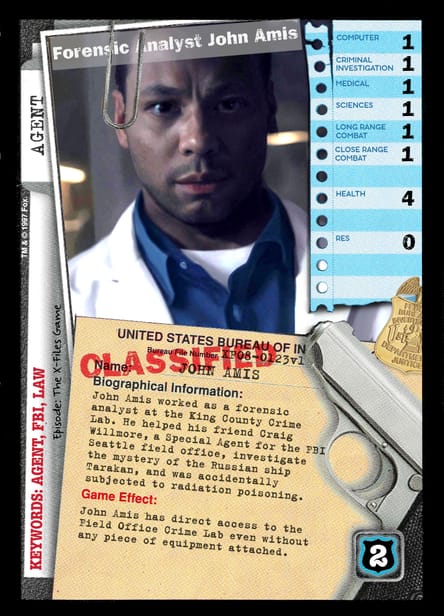 Forensic Analyst John Amis
COMPUTER 1
CRIMINAL
INVESTIGATION 1
MEDICAL 1
SCIENCES 1
LONG RANGE
COMBAT 1
CLOSE RANGE
COMBAT 1
HEALTH 4
RES 0
AGENT
TM & © 1997 Fox.
Episode: The X-Files Game
KEYWORDS: AGENT, FBI, LAW
UNITED STATES BUREAU OF IN
Bureau File Number XF08-0123v1
CLASSIFIED
Name: JOHN AMIS
Biographical Information:
John Amis worked as a forensic
analyst at the King County Crime
Lab. He helped his friend Craig
Willmore, a Special Agent for the FBI
Seattle field office, investigate
the mystery of the Russian ship
Tarakan, and was accidentally
subjected to radiation poisoning.
Game Effect:
John Amis has direct access to the
Field Office Crime Lab even without
any piece of equipment attached.
2